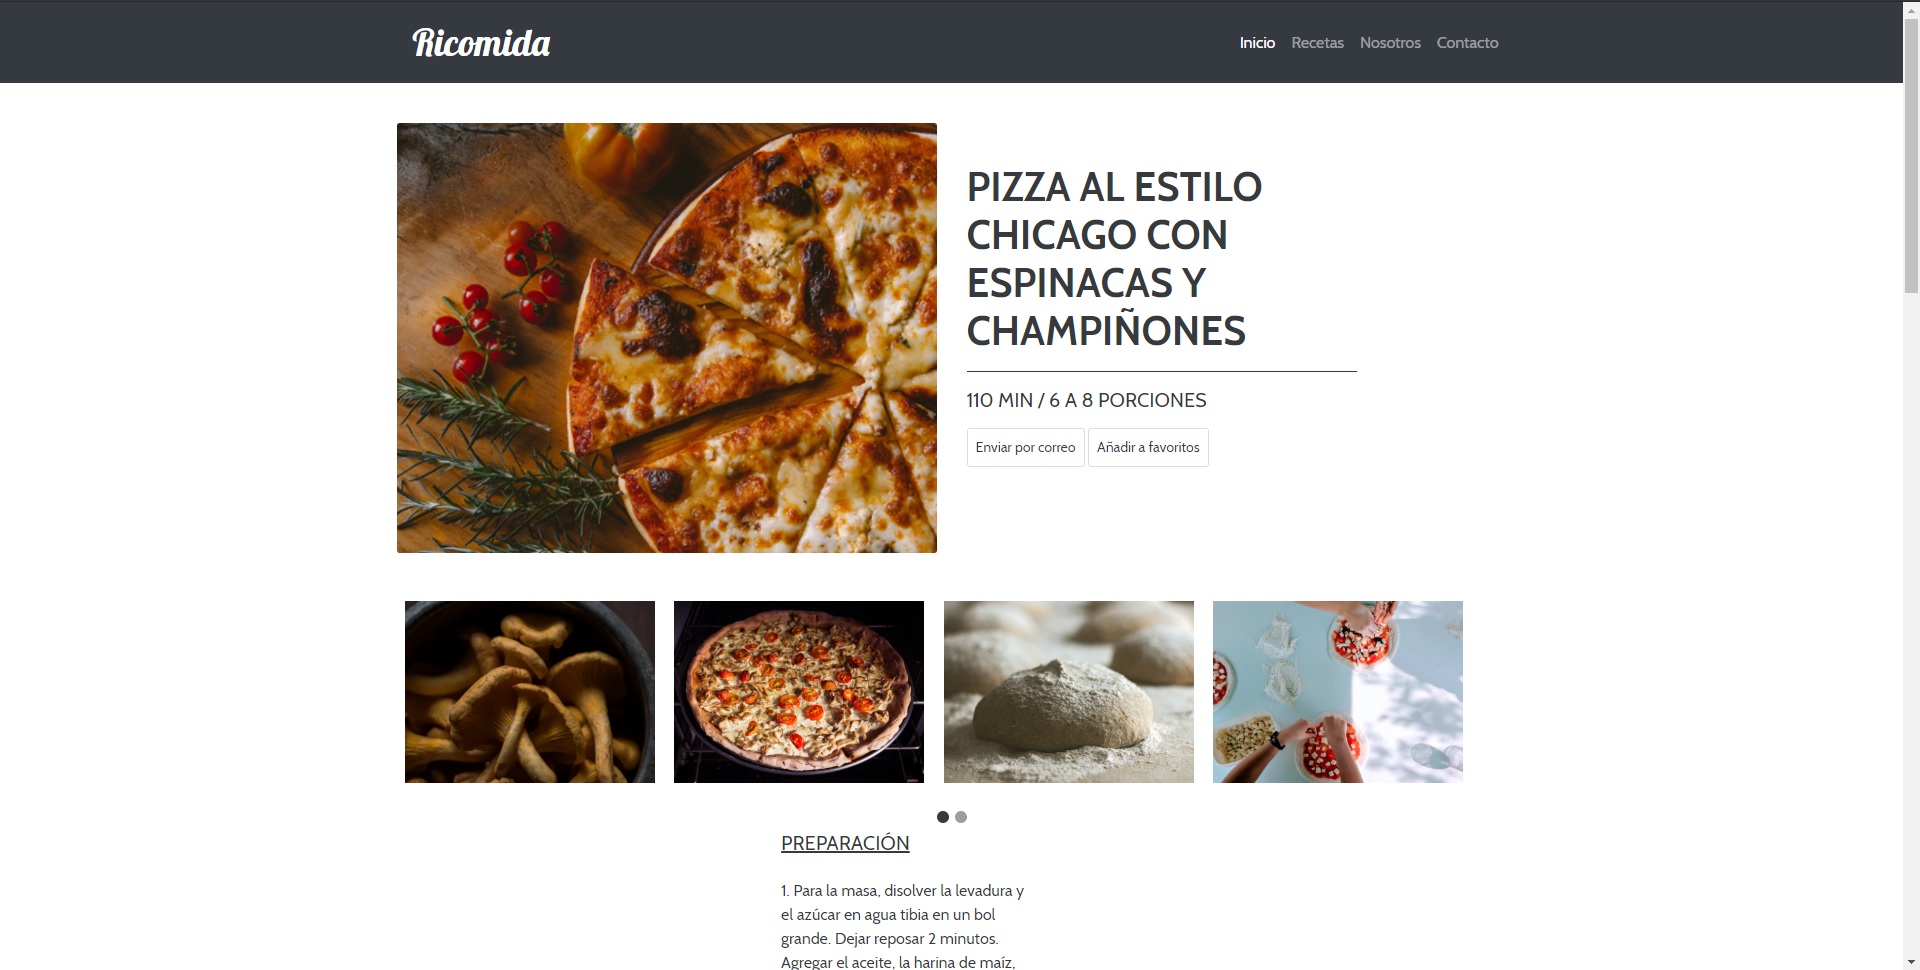 Ricomida
Inicio Recetas Nosotros Contacto
PIZZA AL ESTILO
CHICAGO CON
ESPINACAS Y
CHAMPIÑONES
110 MIN / 6 A 8 PORCIONES
Enviar por correo Añadir a favoritos
PREPARACIÓN
1. Para la masa, disolver la levadura y
el azúcar en agua tibia en un bol
grande. Dejar reposar 2 minutos.
Agregar el aceite, la harina de maíz,